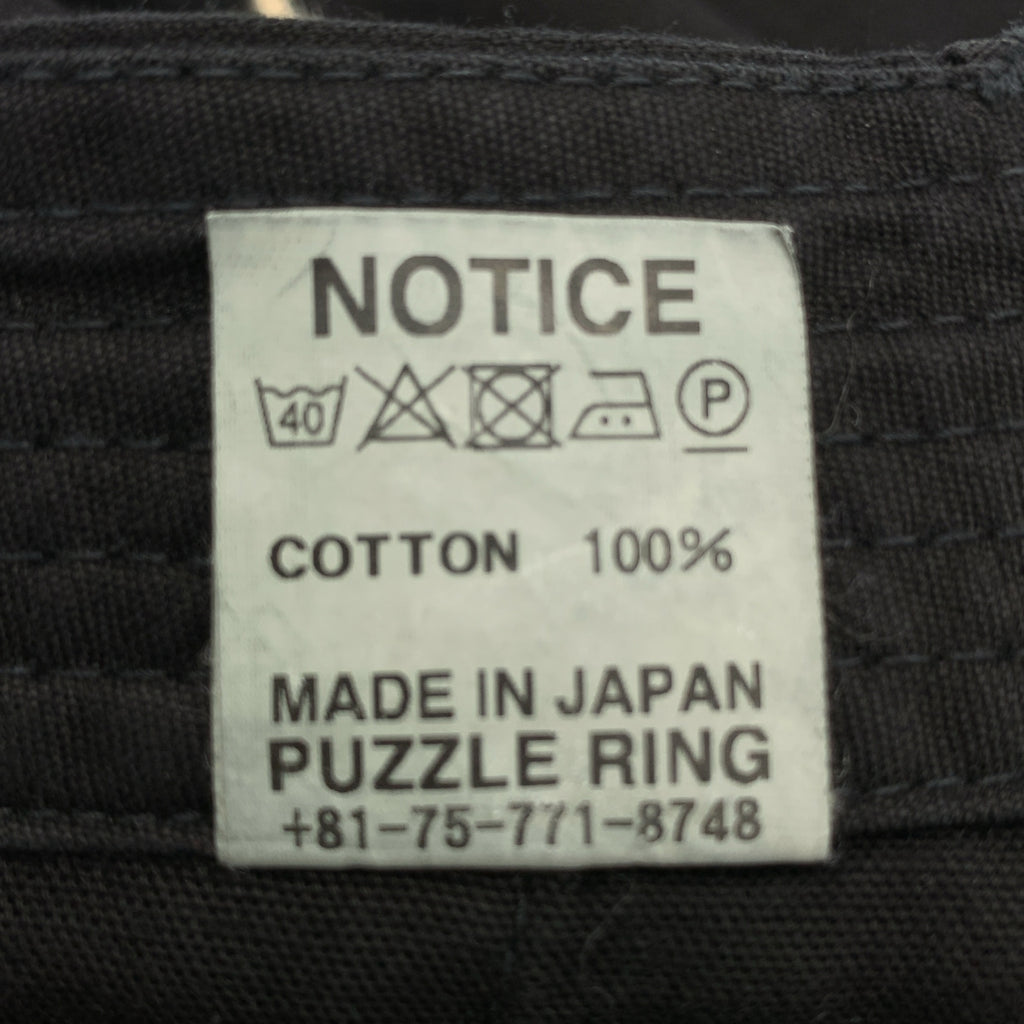 NOTICE
40 P
COTTON 100%
MADE IN JAPAN
PUZZLE RING
+81-75-771-8748